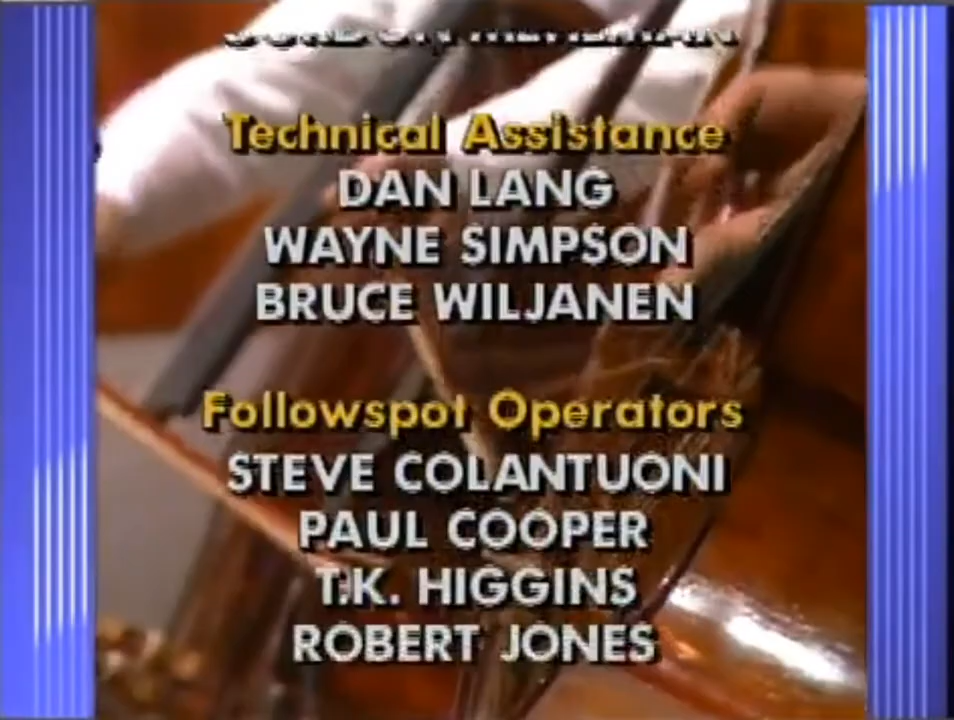 Technical Assistance
DAN LANG
WAYNE SIMPSON
BRUCE WILJANEN
Followspot Operators
STEVE COLANTUONI
PAUL COOPER
T.K. HIGGINS
ROBERT JONES